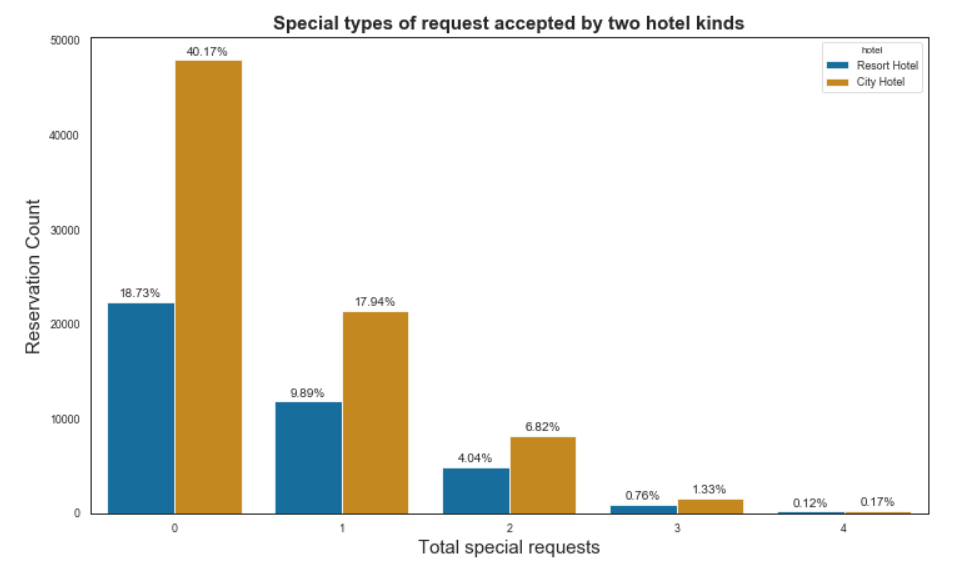 Special types of request accepted by two hotel kinds
50000
40000
30000
20000
10000
0
Reservation Count
40.17%
18.73%
17.94%
9.89%
6.82%
4.04%
0.76%
1.33%
0.12%
0.17%
hotel
Resort Hotel
City Hotel
0 1 2 3 4
Total special requests